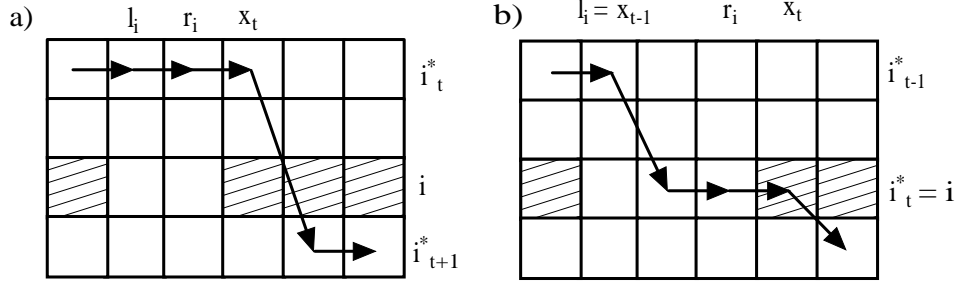 a) l_i r_i x_t
i^*_t
i
i^*_{t+1}
b) l_i = x_{t-1} r_i x_t
i^*_{t-1}
i^*_t = i